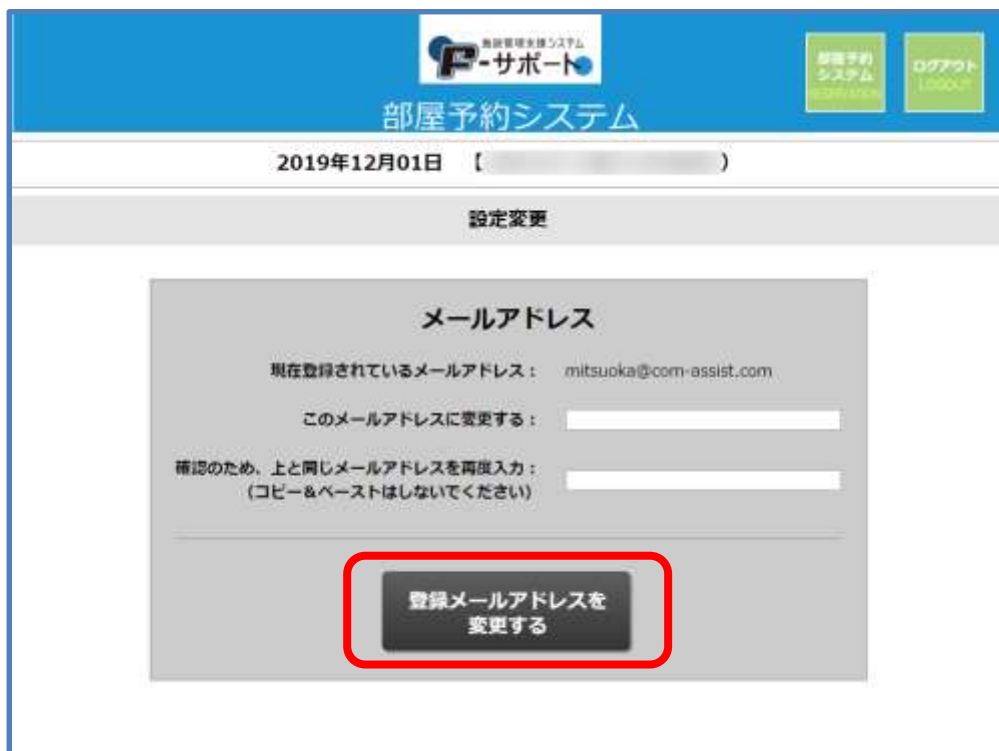 施設管理支援システム
F-サポート
部屋予約システム
部屋予約
システム
RESERVATION
ログアウト
LOGOUT
2019年12月01日 【 )
設定変更
メールアドレス
現在登録されているメールアドレス： mitsuoka@com-assist.com
このメールアドレスに変更する：
確認のため、上と同じメールアドレスを再度入力：
(コピー＆ペーストはしないでください)
登録メールアドレスを
変更する